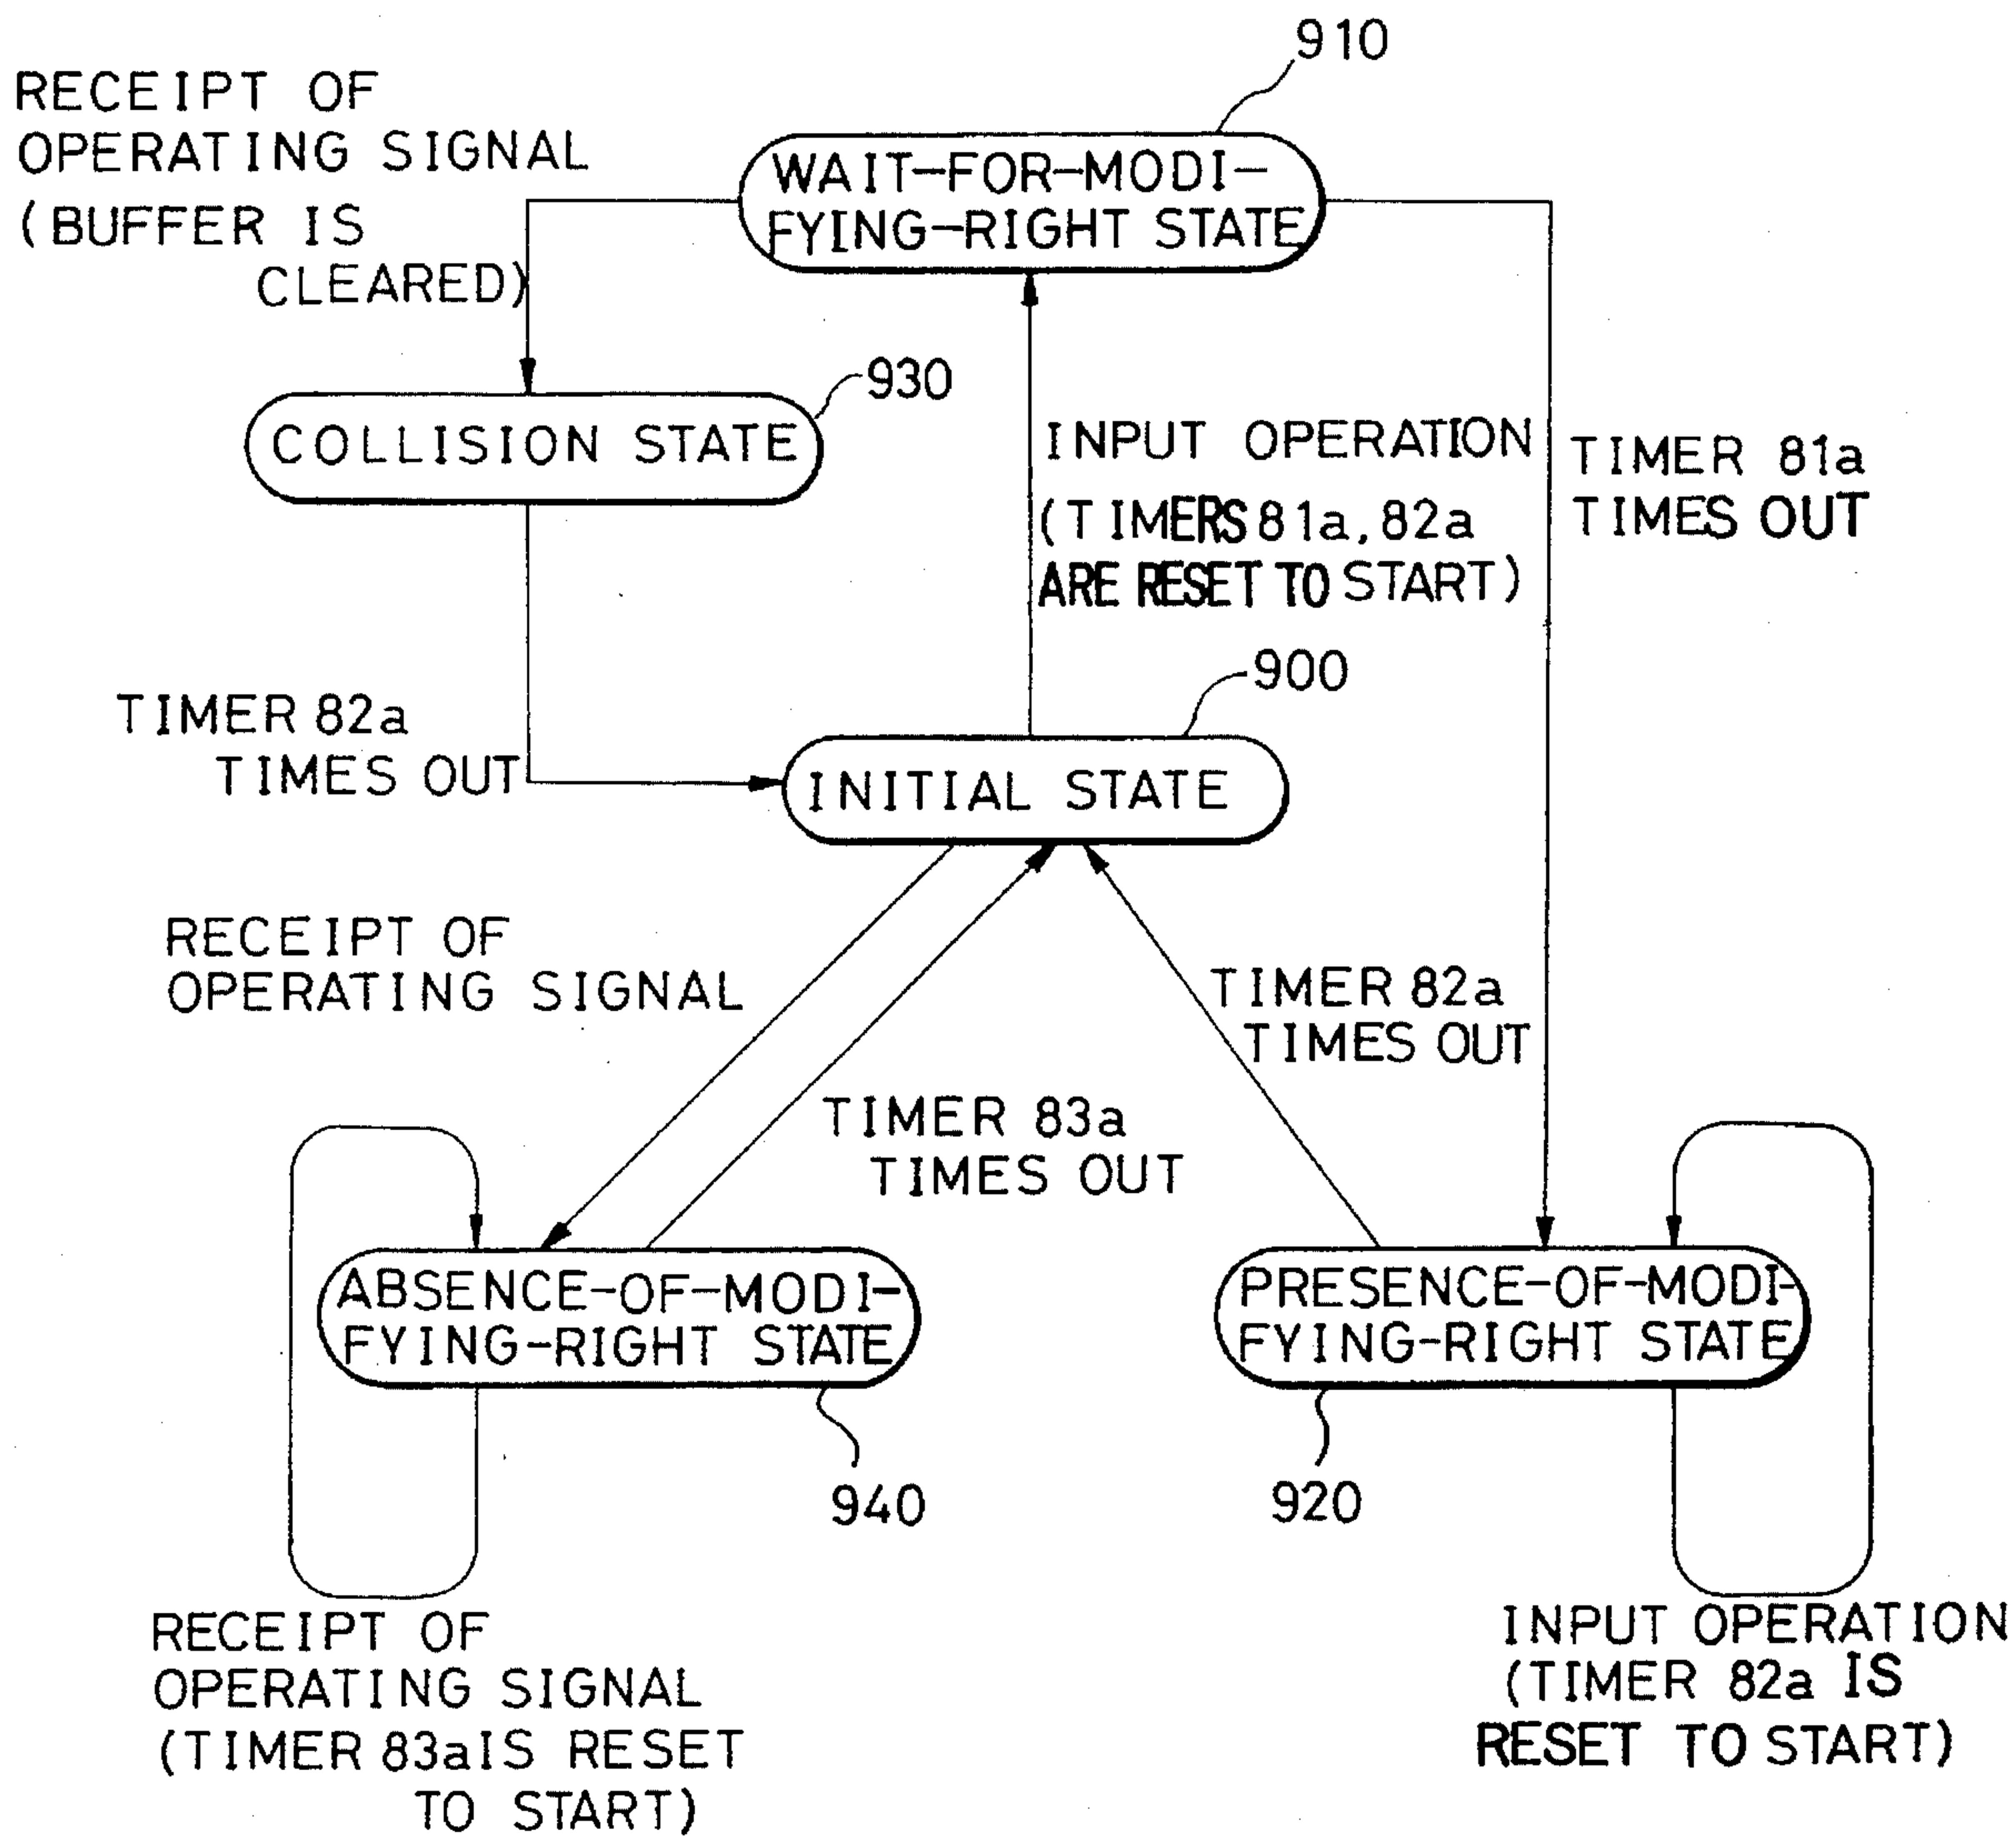 910
RECEIPT OF
OPERATING SIGNAL
(BUFFER IS
CLEARED)
WAIT-FOR-MODI-
FYING-RIGHT STATE
930
COLLISION STATE
INPUT OPERATION
(TIMERS 81a, 82a
ARE RESET TO START)
TIMER 81a
TIMES OUT
900
TIMER 82a
TIMES OUT
INITIAL STATE
RECEIPT OF
OPERATING SIGNAL
TIMER 82a
TIMES OUT
TIMER 83a
TIMES OUT
ABSENCE-OF-MODI-
FYING-RIGHT STATE
PRESENCE-OF-MODI-
FYING-RIGHT STATE
940
920
RECEIPT OF
OPERATING SIGNAL
(TIMER 83a IS RESET
TO START)
INPUT OPERATION
(TIMER 82a IS
RESET TO START)